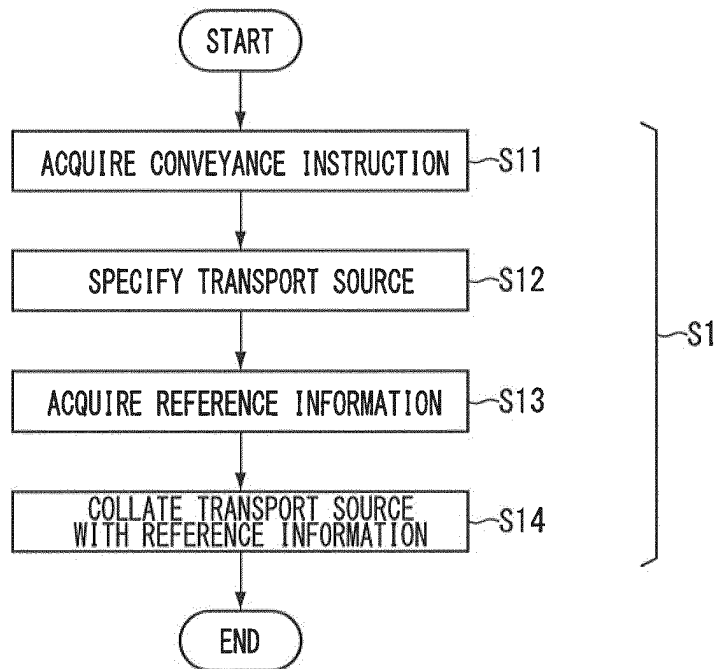 START
ACQUIRE CONVEYANCE INSTRUCTION
S11
SPECIFY TRANSPORT SOURCE
S12
S1
ACQUIRE REFERENCE INFORMATION
S13
COLLATE TRANSPORT SOURCE
WITH REFERENCE INFORMATION
S14
END